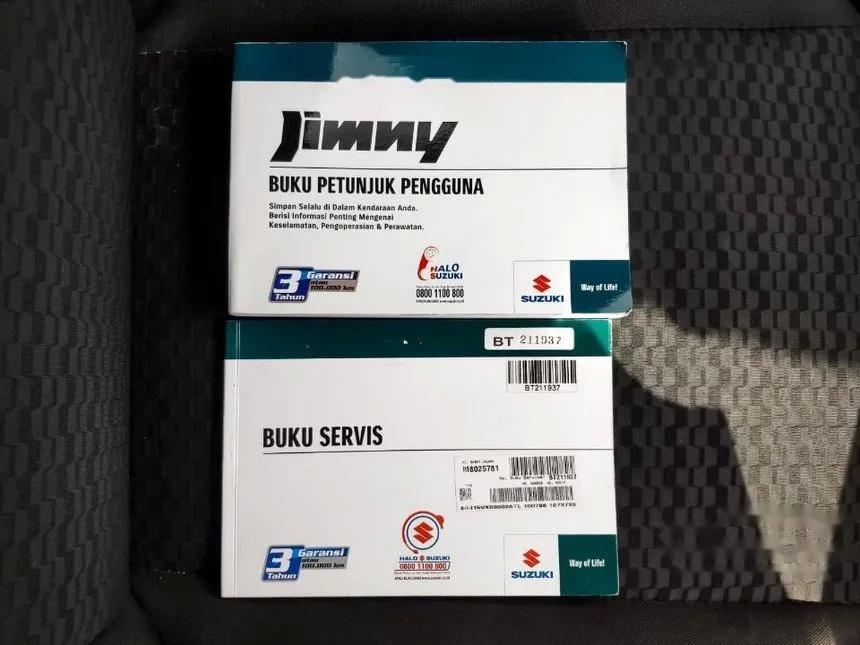 Jimny
BUKU PETUNJUK PENGGUNA
Simpan Selalu di Dalam Kendaraan Anda.
Berisi Informasi Penting Mengenai
Keselamatan, Pengoperasian & Perawatan.
3 Tahun
Garansi
atau
100.000 km
HALO
SUZUKI
0800 1100 800
SUZUKI
Way of Life!
BT 211937
BT211937
BUKU SERVIS
M8025781
BT211937
3 Tahun
Garansi
atau
100.000 km
HALO SUZUKI
0800 1100 800
SUZUKI
Way of Life!